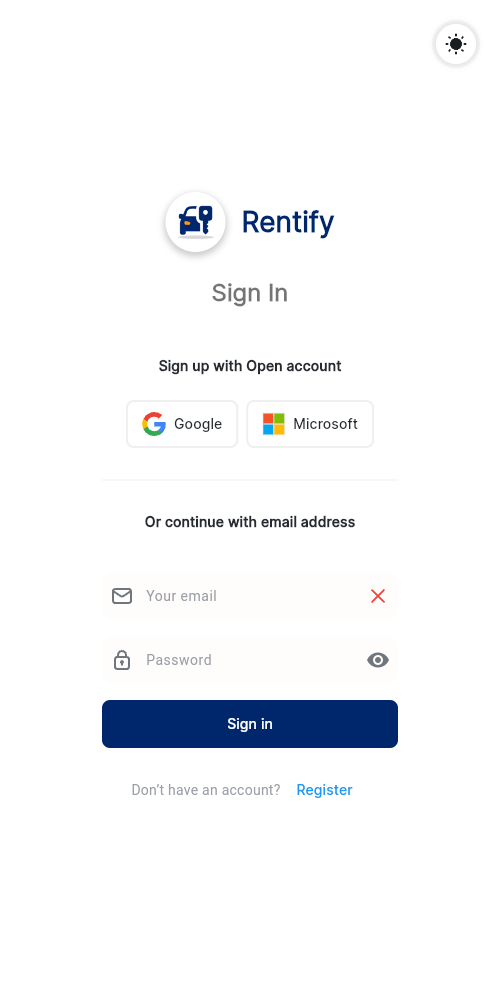 Rentify
Sign In
Sign up with Open account
Google
Microsoft
Or continue with email address
Your email
Password
Sign in
Don't have an account? Register